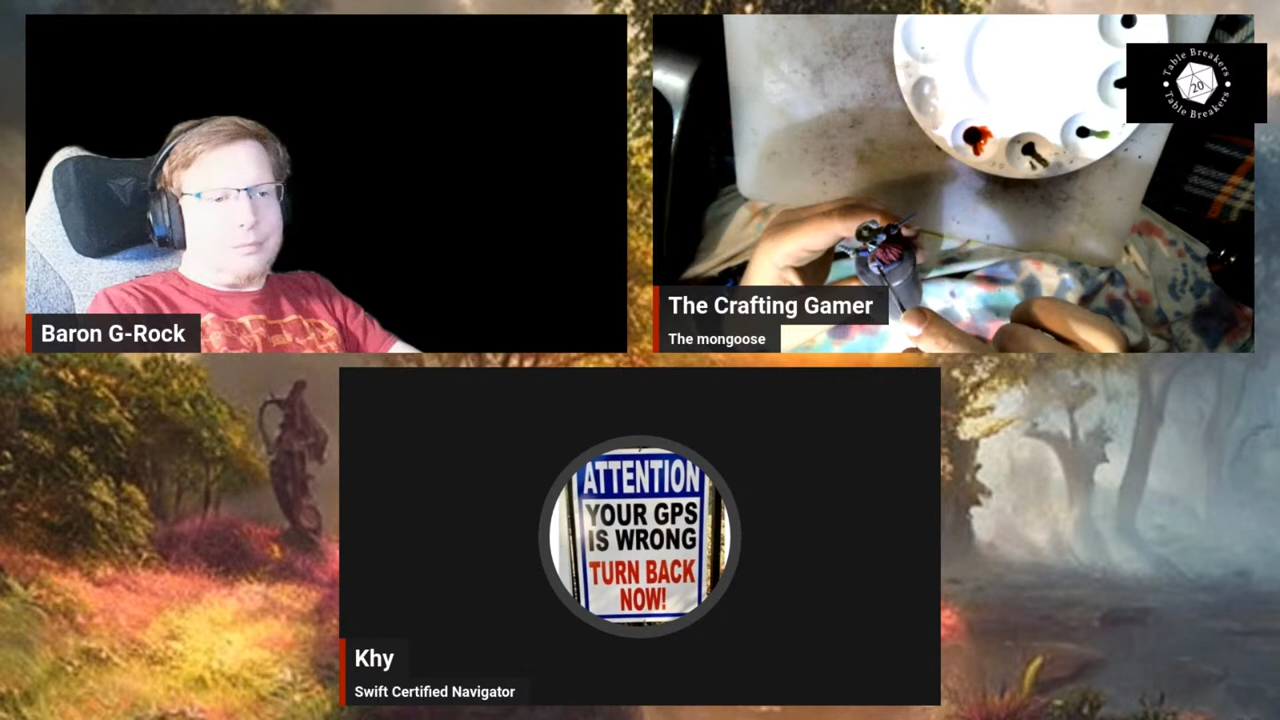 Baron G-Rock
The Crafting Gamer
The mongoose
Table Breakers
20
Table Breakers
ATTENTION
YOUR GPS
IS WRONG
TURN BACK
NOW!
Khy
Swift Certified Navigator